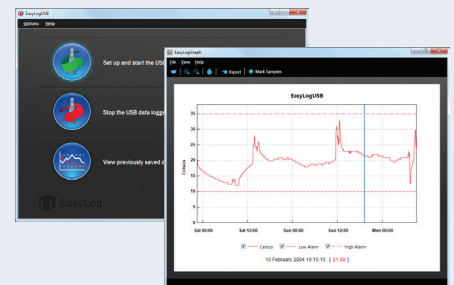 EasyLogUSB
Options Help
Set up and start the USB
Stop the USB data logge
View previously saved d
EasyLog
EasyLogGraph
File View Help
Export Mark Samples
EasyLogUSB
35
30
25
20
15
10
5
0
Celsius
Sat 00:00 Sat 12:00 Sun 00:00 Sun 12:00 Mon 00:00
Celsius Low Alarm High Alarm
15 February 2004 19:10:15 [ 21.50 ]